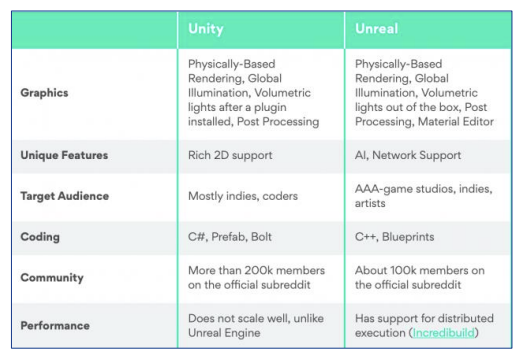 Unity Unreal
Graphics
Physically-Based
Rendering, Global
Illumination, Volumetric
lights after a plugin
installed, Post Processing
Physically-Based
Rendering, Global
Illumination, Volumetric
lights out of the box, Post
Processing, Material Editor
Unique Features
Rich 2D support
AI, Network Support
Target Audience
Mostly indies, coders
AAA-game studios, indies,
artists
Coding
C#, Prefab, Bolt
C++, Blueprints
Community
More than 200k members
on the official subreddit
About 100k members on
the official subreddit
Performance
Does not scale well, unlike
Unreal Engine
Has support for distributed
execution (Incredibuild)